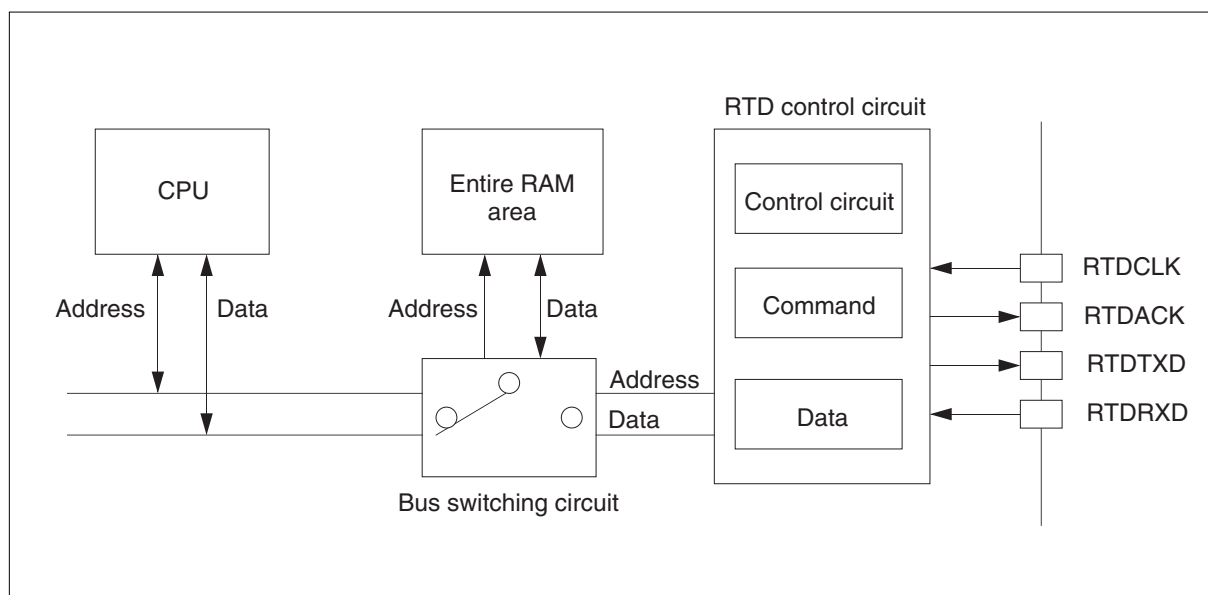 RTD control circuit
CPU
Entire RAM
area
Control circuit
Command
Data
Address
Data
Address
Data
Address
Data
Bus switching circuit
RTDCLK
RTDACK
RTDTXD
RTDRXD